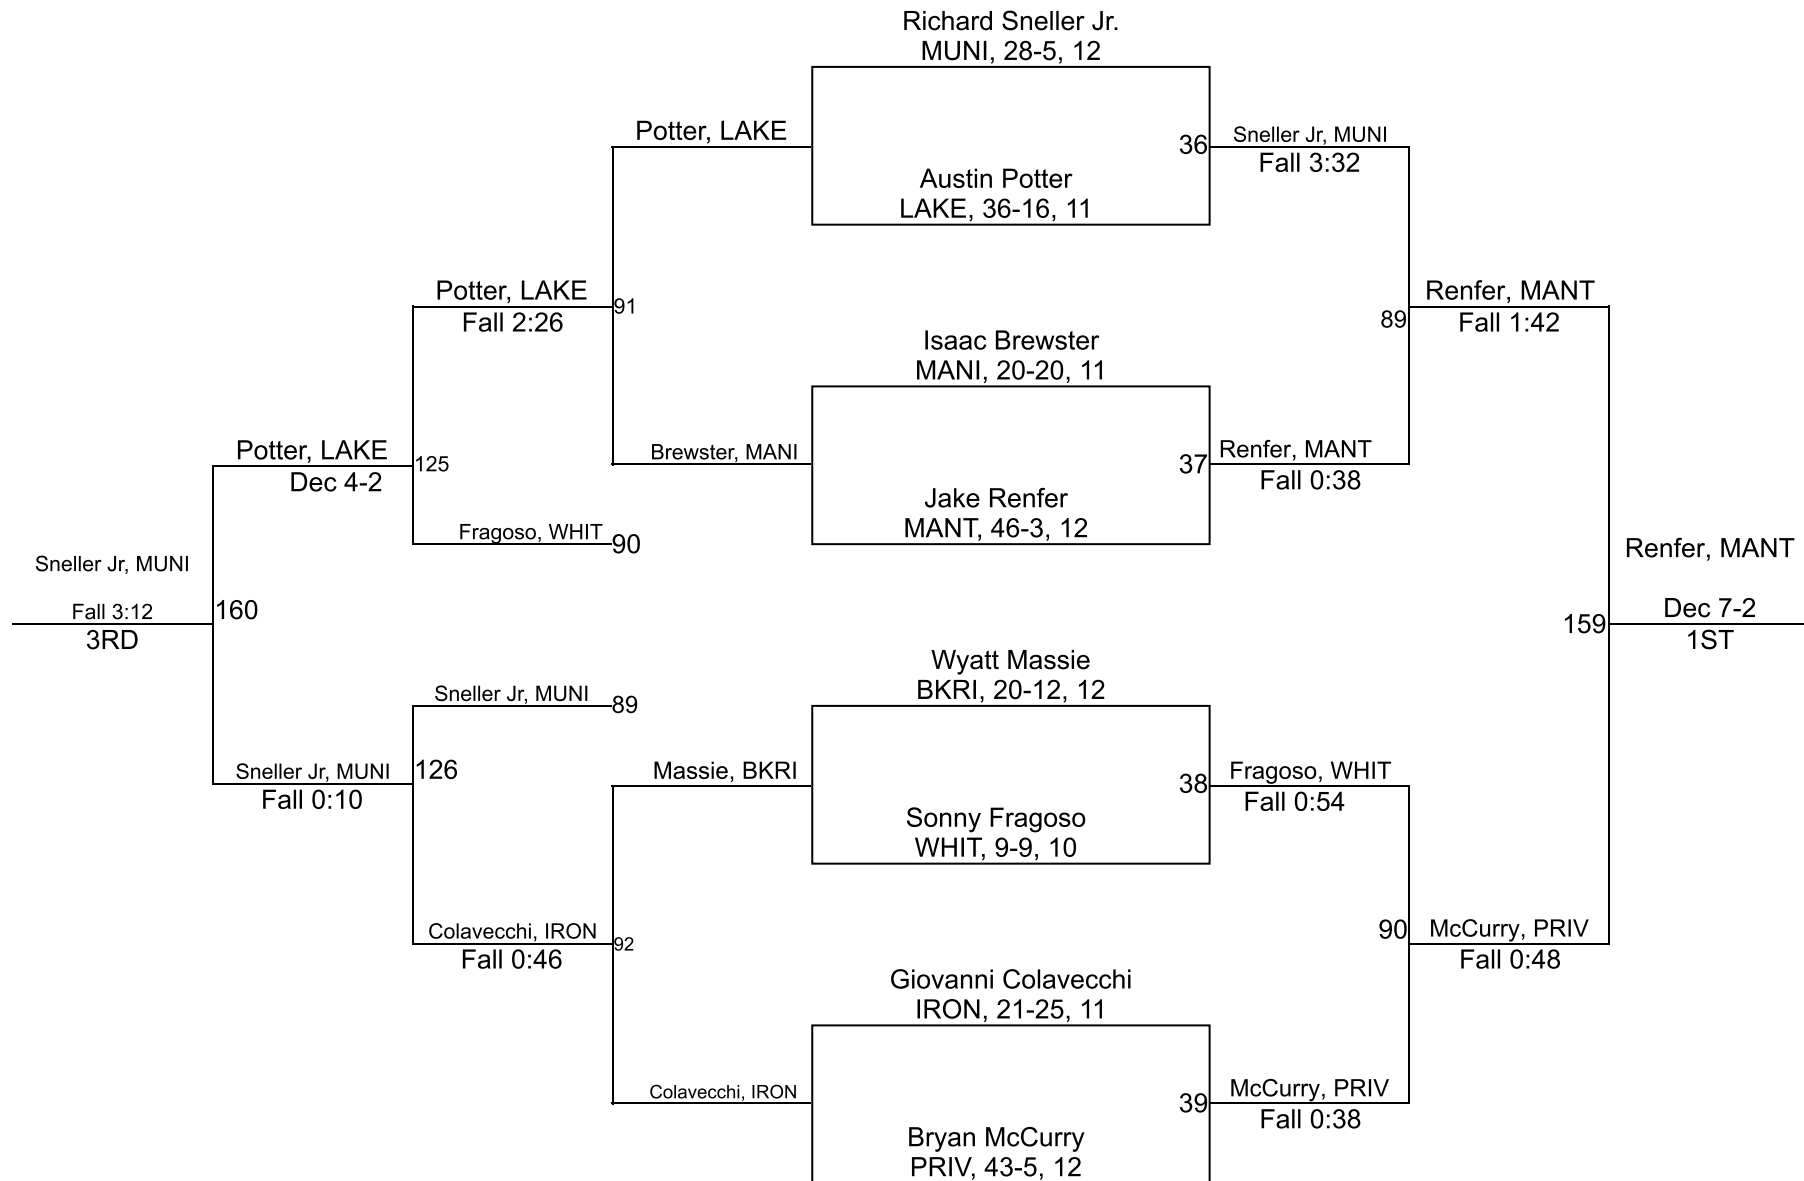 Richard Sneller Jr.
MUNI, 28-5, 12
Potter, LAKE
36
Sneller Jr, MUNI
Fall 3:32
Austin Potter
LAKE, 36-16, 11
Potter, LAKE
Fall 2:26
91
Renfer, MANT
Fall 1:42
89
Isaac Brewster
MANI, 20-20, 11
Potter, LAKE
Dec 4-2
125
Brewster, MANI
37
Renfer, MANT
Fall 0:38
Jake Renfer
MANT, 46-3, 12
Fragoso, WHIT
90
Sneller Jr, MUNI
Fall 3:12
3RD
160
Renfer, MANT
Dec 7-2
1ST
159
Wyatt Massie
BKRI, 20-12, 12
Sneller Jr, MUNI
89
Sneller Jr, MUNI
Fall 0:10
126
Massie, BKRI
38
Fragoso, WHIT
Fall 0:54
Sonny Fragoso
WHIT, 9-9, 10
Colavecchi, IRON
Fall 0:46
92
90
McCurry, PRIV
Fall 0:48
Giovanni Colavecchi
IRON, 21-25, 11
Colavecchi, IRON
39
McCurry, PRIV
Fall 0:38
Bryan McCurry
PRIV, 43-5, 12